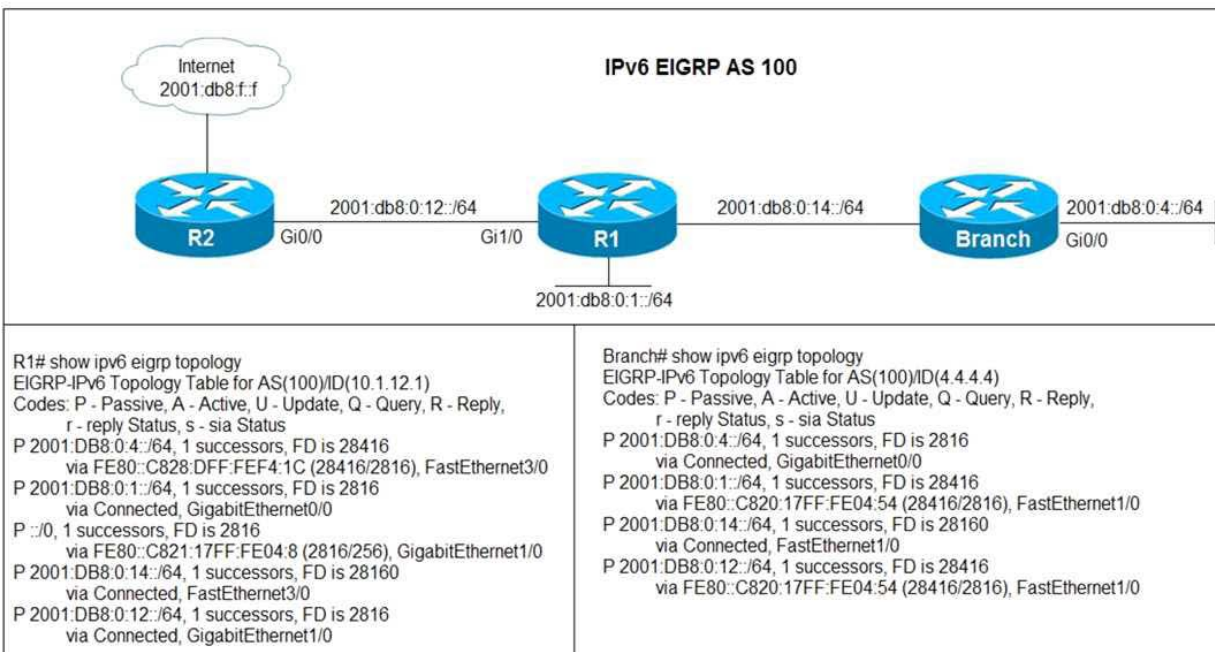 IPv6 EIGRP AS 100
Internet
2001:db8:f::f
2001:db8:0:12::/64
2001:db8:0:14::/64
2001:db8:0:4::/64
R2
Gi0/0
Gi1/0
R1
Branch
Gi0/0
2001:db8:0:1::/64
R1# show ipv6 eigrp topology
EIGRP-IPv6 Topology Table for AS(100)/ID(10.1.12.1)
Codes: P - Passive, A - Active, U - Update, Q - Query, R - Reply,
r - reply Status, s - sia Status
P 2001:DB8:0:4::/64, 1 successors, FD is 28416
via FE80::C828:DFF:FEF4:1C (28416/2816), FastEthernet3/0
P 2001:DB8:0:1::/64, 1 successors, FD is 2816
via Connected, GigabitEthernet0/0
P ::/0, 1 successors, FD is 2816
via FE80::C821:17FF:FE04:8 (2816/256), GigabitEthernet1/0
P 2001:DB8:0:14::/64, 1 successors, FD is 28160
via Connected, FastEthernet3/0
P 2001:DB8:0:12::/64, 1 successors, FD is 2816
via Connected, GigabitEthernet1/0
Branch# show ipv6 eigrp topology
EIGRP-IPv6 Topology Table for AS(100)/ID(4.4.4.4)
Codes: P - Passive, A - Active, U - Update, Q - Query, R - Reply,
r - reply Status, s - sia Status
P 2001:DB8:0:4::/64, 1 successors, FD is 2816
via Connected, GigabitEthernet0/0
P 2001:DB8:0:1::/64, 1 successors, FD is 28416
via FE80::C820:17FF:FE04:54 (28416/2816), FastEthernet1/0
P 2001:DB8:0:14::/64, 1 successors, FD is 28160
via Connected, FastEthernet1/0
P 2001:DB8:0:12::/64, 1 successors, FD is 28416
via FE80::C820:17FF:FE04:54 (28416/2816), FastEthernet1/0